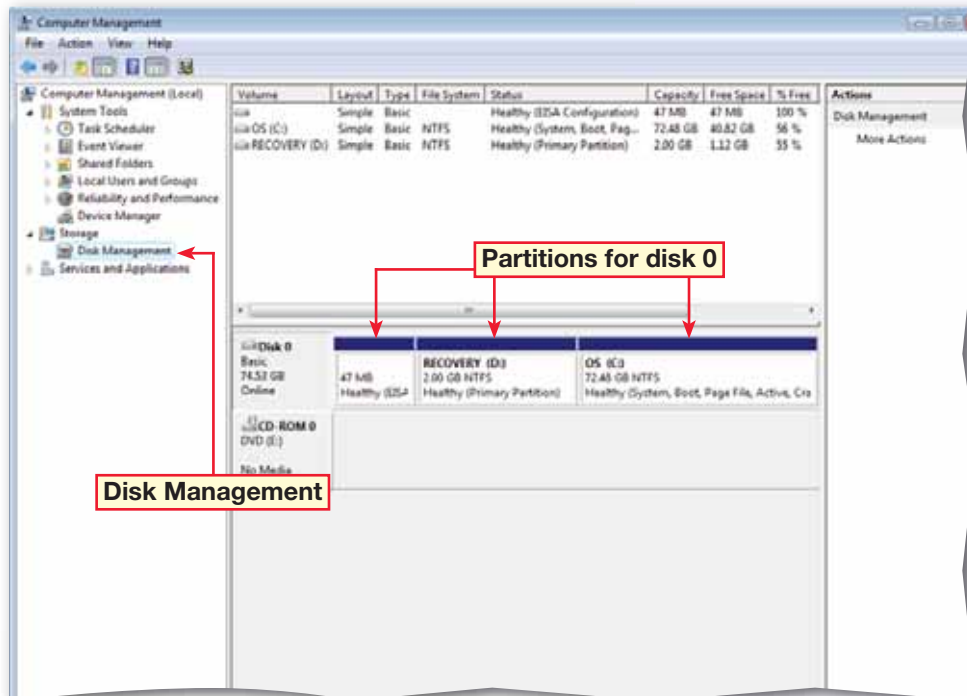 Computer Management
File Action View Help
Computer Management (Local)
System Tools
Task Scheduler
Event Viewer
Shared Folders
Local Users and Groups
Reliability and Performance
Device Manager
Storage
Disk Management
Services and Applications
Volume Layout Type File System Status Capacity Free Space % Free
Simple Basic Healthy (EISA Configuration) 47 MB 47 MB 100 %
OS (C:) Simple Basic NTFS Healthy (System, Boot, Pag... 72.48 GB 40.82 GB 56 %
RECOVERY (D:) Simple Basic NTFS Healthy (Primary Partition) 2.00 GB 1.12 GB 55 %
Actions
Disk Management
More Actions
Partitions for disk 0
Disk 0
Basic
74.53 GB
Online
47 MB
Healthy (EISA
RECOVERY (D:)
2.00 GB NTFS
Healthy (Primary Partition)
OS (C:)
72.48 GB NTFS
Healthy (System, Boot, Page File, Active, Cra
CD-ROM 0
DVD (E:)
No Media
Disk Management